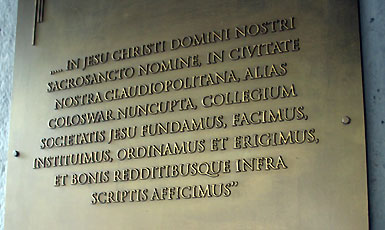 „.... IN JESU CHRISTI DOMINI NOSTRI
SACROSANCTO NOMINE, IN CIVITATE
NOSTRA CLAUDIOPOLITANA, ALIAS
COLOSWAR NUNCUPTA, COLLEGIUM
SOCIETATIS JESU FUNDAMUS, FACIMUS,
INSTITUIMUS, ORDINAMUS ET ERIGIMUS,
ET BONIS REDDITIBUSQUE INFRA
SCRIPTIS AFFICIMUS”